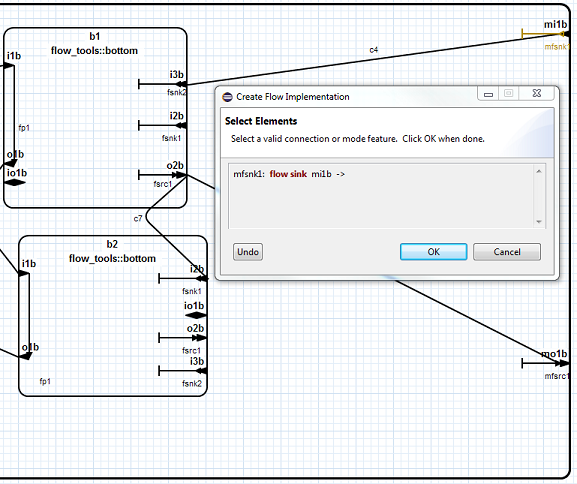 b1
flow_tools::bottom
i1b
fp1
o1b
io1b
i3b
fsnk2
i2b
fsnk1
o2b
fsrc1
c4
mi1b
mfsnk1
Create Flow Implementation
Select Elements
Select a valid connection or mode feature. Click OK when done.
mfsnk1: flow sink mi1b ->
Undo
OK
Cancel
c7
b2
flow_tools::bottom
i1b
o1b
fp1
i2b
fsnk1
io1b
o2b
fsrc1
i3b
fsnk2
mo1b
mfsrc1